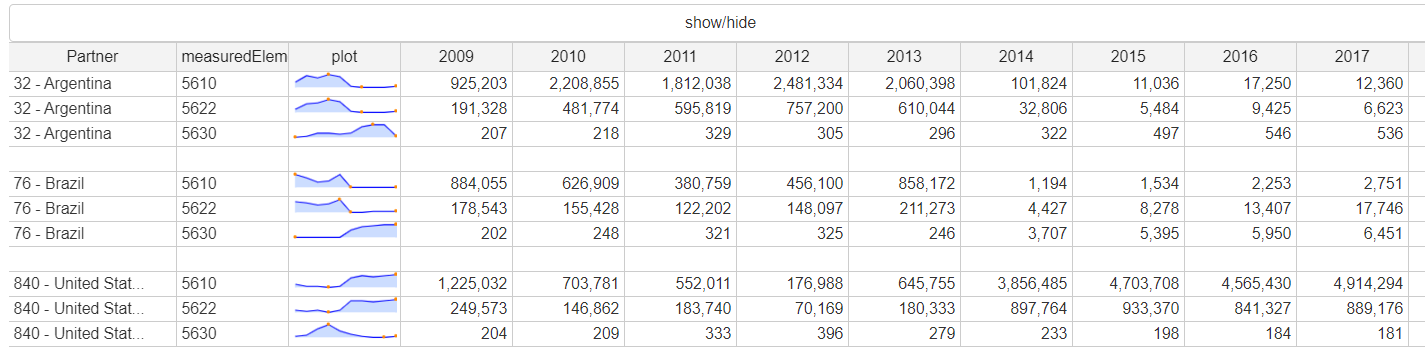 show/hide
Partner measuredElem plot 2009 2010 2011 2012 2013 2014 2015 2016 2017
32 - Argentina 5610 925,203 2,208,855 1,812,038 2,481,334 2,060,398 101,824 11,036 17,250 12,360
32 - Argentina 5622 191,328 481,774 595,819 757,200 610,044 32,806 5,484 9,425 6,623
32 - Argentina 5630 207 218 329 305 296 322 497 546 536
76 - Brazil 5610 884,055 626,909 380,759 456,100 858,172 1,194 1,534 2,253 2,751
76 - Brazil 5622 178,543 155,428 122,202 148,097 211,273 4,427 8,278 13,407 17,746
76 - Brazil 5630 202 248 321 325 246 3,707 5,395 5,950 6,451
840 - United Stat... 5610 1,225,032 703,781 552,011 176,988 645,755 3,856,485 4,703,708 4,565,430 4,914,294
840 - United Stat... 5622 249,573 146,862 183,740 70,169 180,333 897,764 933,370 841,327 889,176
840 - United Stat... 5630 204 209 333 396 279 233 198 184 181